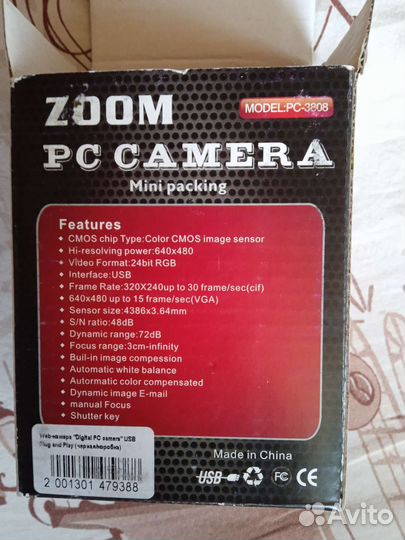 ZOOM
MODEL:PC-3808
PC CAMERA
Mini packing
Features
CMOS chip Type:Color CMOS image sensor
Hi-resolving power:640x480
Video Format:24bit RGB
Interface:USB
Frame Rate:320X240up to 30 frame/sec(cif)
640x480 up to 15 frame/sec(VGA)
Sensor size:4386x3.64mm
S/N ratio:48dB
Dynamic range:72dB
Focus range:3cm-infinity
Buil-in image compession
Automatic white balance
Autormatic color compensated
Dynamic image E-mail
manual Focus
Shutter key
Web-камера "Digital PC camera" USB
Plug and Play (черная/коробка)
2 001301 479388
Made in China
USB
FC CE
Avito